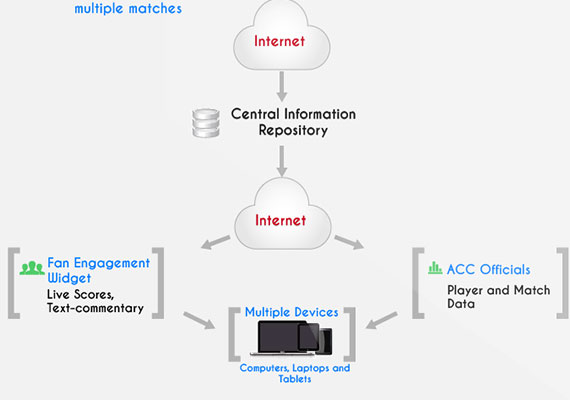 multiple matches
Internet
Central Information
Repository
Internet
Fan Engagement
Widget
Live Scores,
Text-commentary
ACC Officials
Player and Match
Data
Multiple Devices
Computers, Laptops and
Tablets